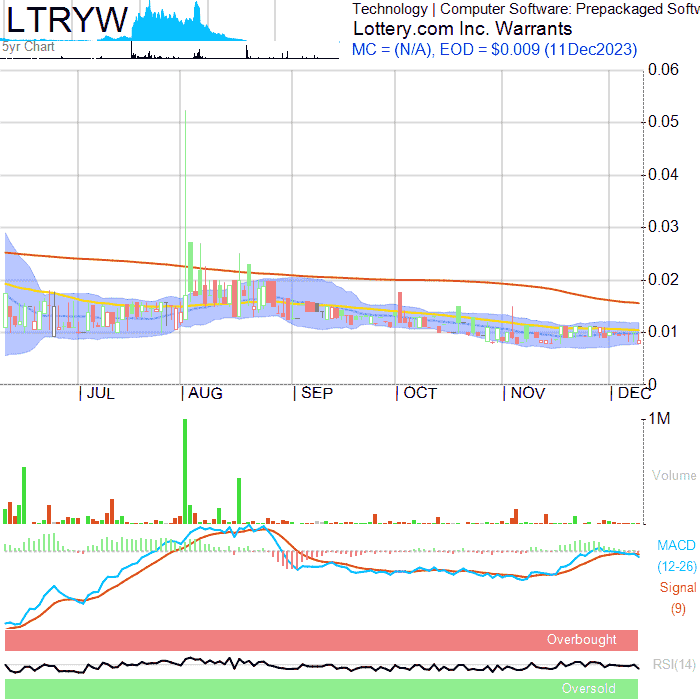 LTRYW
5yr Chart
Technology | Computer Software: Prepackaged Softw
Lottery.com Inc. Warrants
MC = (N/A), EOD = $0.009 (11Dec2023)
0.06
0.05
0.04
0.03
0.02
0.01
0
JUL AUG SEP OCT NOV DEC
1M
Volume
MACD
(12-26)
Signal
(9)
Overbought
RSI(14)
Oversold